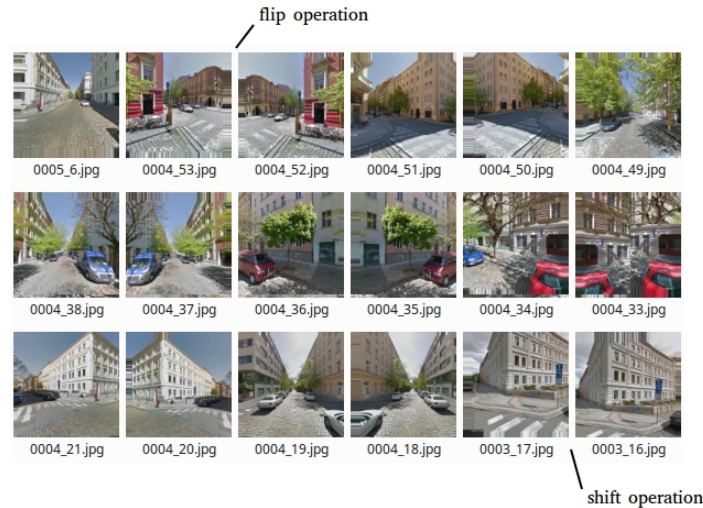 flip operation
0005_6.jpg 0004_53.jpg 0004_52.jpg 0004_51.jpg 0004_50.jpg 0004_49.jpg
0004_38.jpg 0004_37.jpg 0004_36.jpg 0004_35.jpg 0004_34.jpg 0004_33.jpg
0004_21.jpg 0004_20.jpg 0004_19.jpg 0004_18.jpg 0003_17.jpg 0003_16.jpg
shift operation